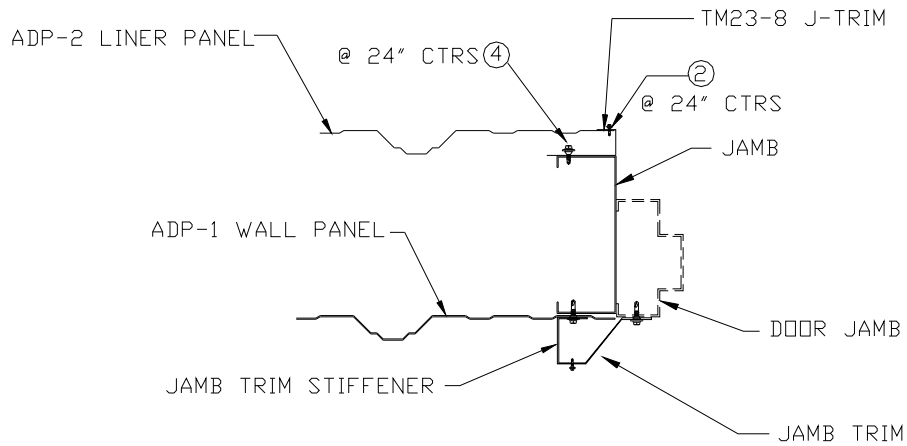 TM23-8 J-TRIM
ADP-2 LINER PANEL
@ 24" CTRS 4
2
@ 24" CTRS
JAMB
ADP-1 WALL PANEL
DOOR JAMB
JAMB TRIM STIFFENER
JAMB TRIM